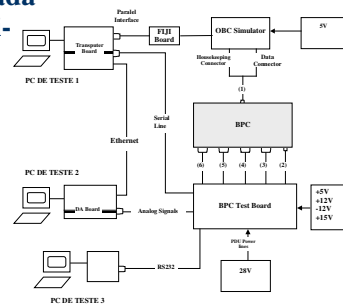 ada
-
Paralel
Interface
Transputer
Board
FIJI
Board
OBC Simulator
5V
Housekeeping
Connector
Data
Connector
PC DE TESTE 1
(1)
Serial
Line
BPC
Ethernet
(6) (5) (4) (3) (2)
PC DE TESTE 2
DA Board
Analog Signals
BPC Test Board
+5V
+12V
-12V
+15V
PDU Power
lines
RS232
28V
PC DE TESTE 3